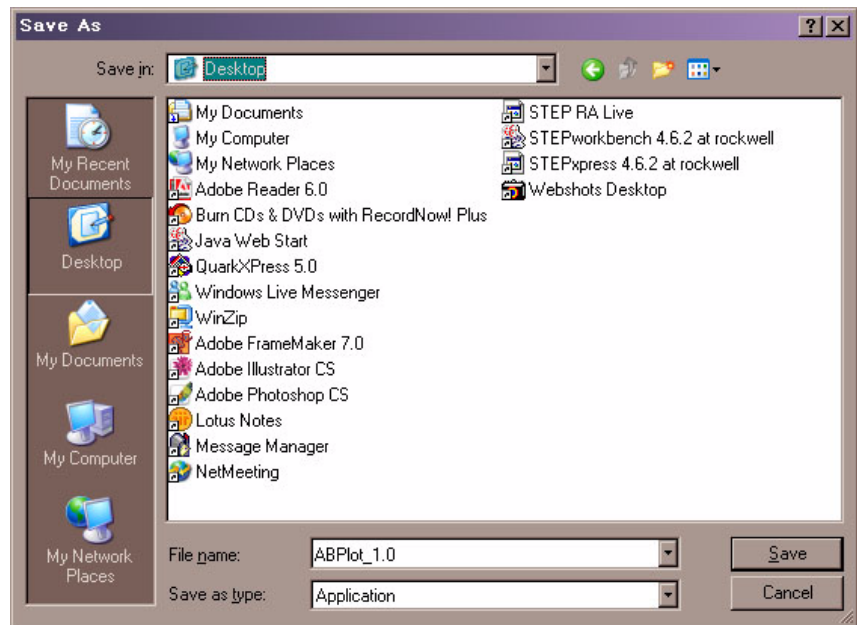 Save As
Save in:
Desktop
My Recent
Documents
Desktop
My Documents
My Computer
My Network
Places
My Documents
My Computer
My Network Places
Adobe Reader 6.0
Burn CDs & DVDs with RecordNow! Plus
Java Web Start
QuarkXPress 5.0
Windows Live Messenger
WinZip
Adobe FrameMaker 7.0
Adobe Illustrator CS
Adobe Photoshop CS
Lotus Notes
Message Manager
NetMeeting
STEP RA Live
STEPworkbench 4.6.2 at rockwell
STEPxpress 4.6.2 at rockwell
Webshots Desktop
File name:
ABPlot_1.0
Save
Save as type:
Application
Cancel